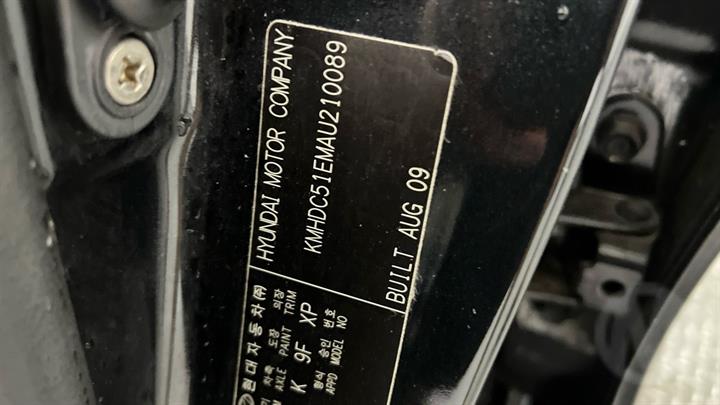 HYUNDAI MOTOR COMPANY
KMHDC51EMAU210089
BUILT AUG 09
현대자동차(주)
차축 도장 의장
AXLE PAINT TRIM
K 9F XP
형식 승인 번호
APPD MODEL NO